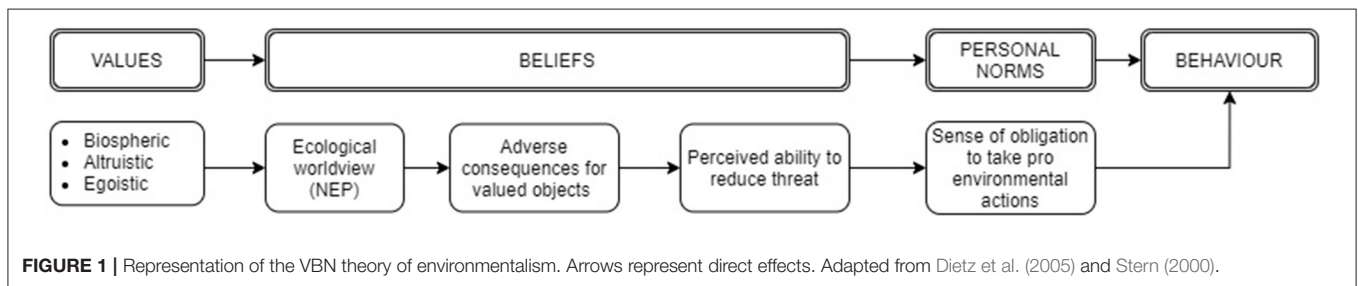 VALUES
BELIEFS
PERSONAL
NORMS
BEHAVIOUR
• Biospheric
• Altruistic
• Egoistic
Ecological
worldview
(NEP)
Adverse
consequences for
valued objects
Perceived ability to
reduce threat
Sense of obligation
to take pro
environmental
actions
FIGURE 1 | Representation of the VBN theory of environmentalism. Arrows represent direct effects. Adapted from Dietz et al. (2005) and Stern (2000).